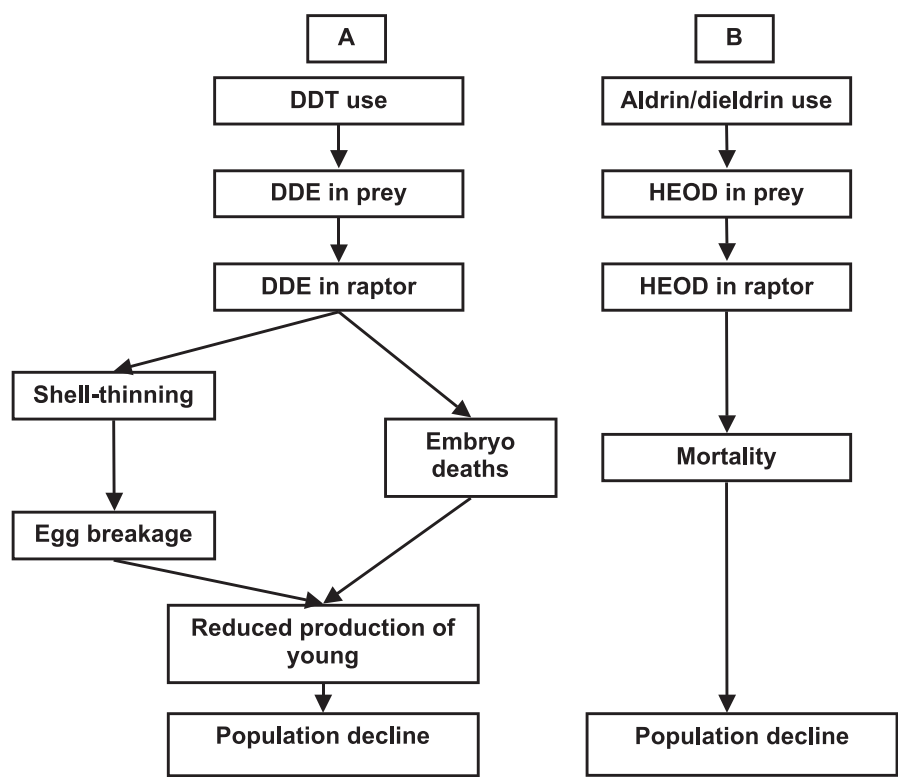 A
DDT use
DDE in prey
DDE in raptor
Shell-thinning
Embryo
deaths
Egg breakage
Reduced production of
young
Population decline
B
Aldrin/dieldrin use
HEOD in prey
HEOD in raptor
Mortality
Population decline